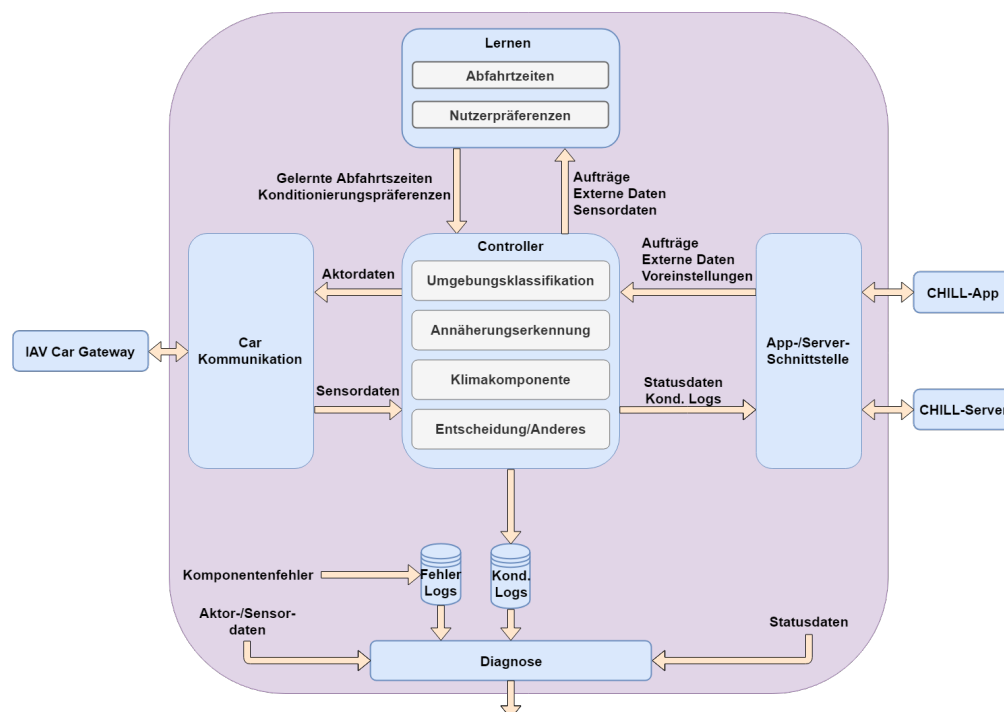 Lernen
Abfahrtzeiten
Nutzerpräferenzen
Gelernte Abfahrtszeiten
Konditionierungspräferenzen
Aufträge
Externe Daten
Sensordaten
Controller
Umgebungsklassifikation
Annäherungserkennung
Klimakomponente
Entscheidung/Anderes
Aktordaten
Sensordaten
Car
Kommunikation
IAV Car Gateway
Aufträge
Externe Daten
Voreinstellungen
Statusdaten
Kond. Logs
App-/Server-
Schnittstelle
CHILL-App
CHILL-Server
Komponentenfehler
Fehler
Logs
Kond.
Logs
Aktor-/Sensor-
daten
Statusdaten
Diagnose